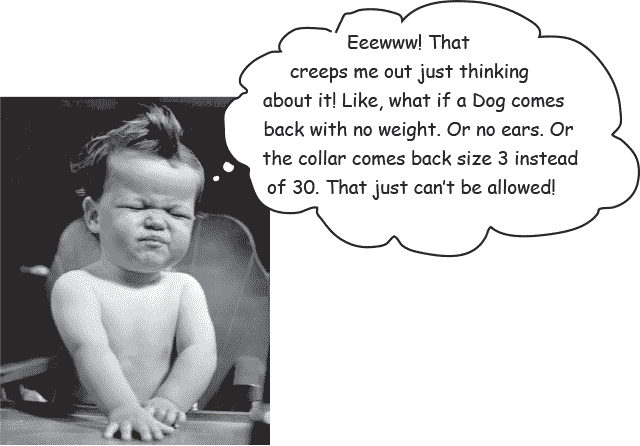 Eeewww! That
creeps me out just thinking
about it! Like, what if a Dog comes
back with no weight. Or no ears. Or
the collar comes back size 3 instead
of 30. That just can't be allowed!